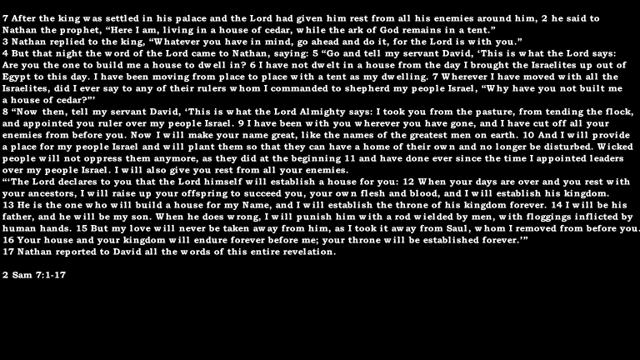 7 After the king was settled in his palace and the Lord had given him rest from all his enemies around him, 2 he said to
Nathan the prophet, “Here I am, living in a house of cedar, while the ark of God remains in a tent.”
3 Nathan replied to the king, “Whatever you have in mind, go ahead and do it, for the Lord is with you.”
4 But that night the word of the Lord came to Nathan, saying: 5 “Go and tell my servant David, ‘This is what the Lord says:
Are you the one to build me a house to dwell in? 6 I have not dwelt in a house from the day I brought the Israelites up out of
Egypt to this day. I have been moving from place to place with a tent as my dwelling. 7 Wherever I have moved with all the
Israelites, did I ever say to any of their rulers whom I commanded to shepherd my people Israel, “Why have you not built me
a house of cedar?”’
8 “Now then, tell my servant David, ‘This is what the Lord Almighty says: I took you from the pasture, from tending the flock,
and appointed you ruler over my people Israel. 9 I have been with you wherever you have gone, and I have cut off all your
enemies from before you. Now I will make your name great, like the names of the greatest men on earth. 10 And I will provide
a place for my people Israel and will plant them so that they can have a home of their own and no longer be disturbed. Wicked
people will not oppress them anymore, as they did at the beginning 11 and have done ever since the time I appointed leaders
over my people Israel. I will also give you rest from all your enemies.
“‘The Lord declares to you that the Lord himself will establish a house for you: 12 When your days are over and you rest with
your ancestors, I will raise up your offspring to succeed you, your own flesh and blood, and I will establish his kingdom.
13 He is the one who will build a house for my Name, and I will establish the throne of his kingdom forever. 14 I will be his
father, and he will be my son. When he does wrong, I will punish him with a rod wielded by men, with floggings inflicted by
human hands. 15 But my love will never be taken away from him, as I took it away from Saul, whom I removed from before you.
16 Your house and your kingdom will endure forever before me; your throne will be established forever.’”
17 Nathan reported to David all the words of this entire revelation.
2 Sam 7:1-17